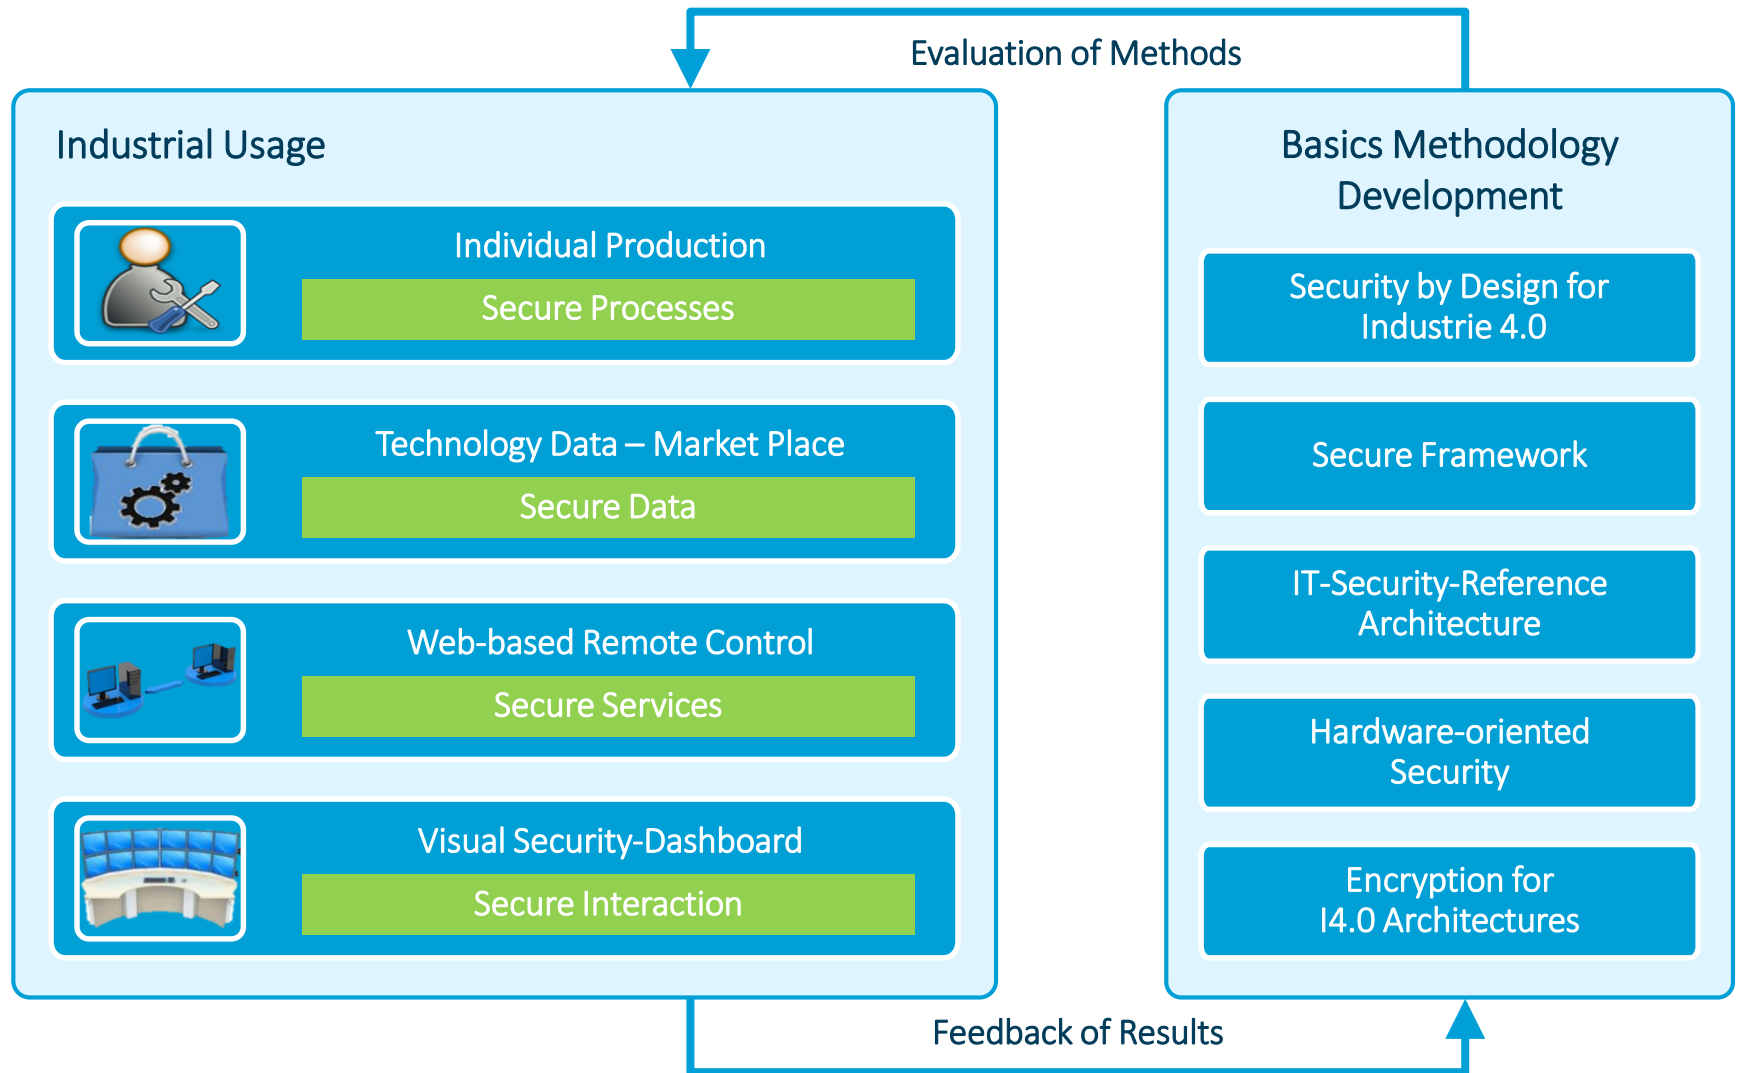 Evaluation of Methods
Industrial Usage
Individual Production
Secure Processes
Technology Data – Market Place
Secure Data
Web-based Remote Control
Secure Services
Visual Security-Dashboard
Secure Interaction
Basics Methodology
Development
Security by Design for
Industrie 4.0
Secure Framework
IT-Security-Reference
Architecture
Hardware-oriented
Security
Encryption for
I4.0 Architectures
Feedback of Results